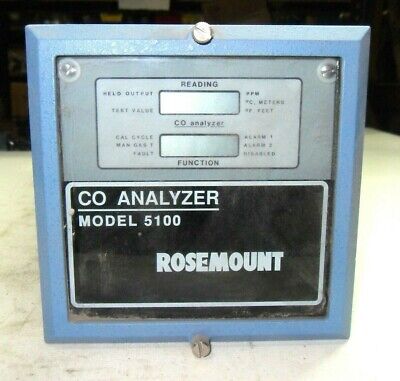 READING
HELD OUTPUT PPM
°C, METERS
TEST VALUE °F, FEET
CO analyzer
CAL CYCLE ALARM 1
MAN GAS T ALARM 2
FAULT DISABLED
FUNCTION
CO ANALYZER
MODEL 5100
ROSEMOUNT